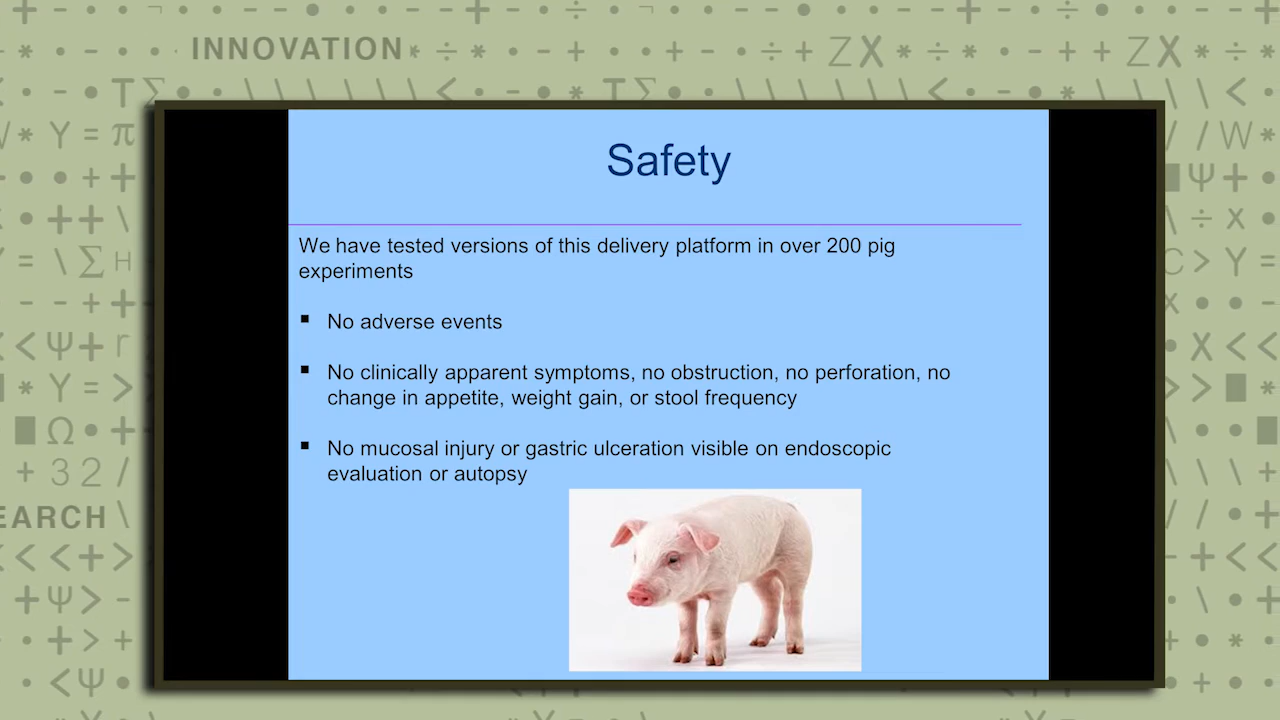 INNOVATION
Safety
We have tested versions of this delivery platform in over 200 pig
experiments
▪ No adverse events
▪ No clinically apparent symptoms, no obstruction, no perforation, no
change in appetite, weight gain, or stool frequency
▪ No mucosal injury or gastric ulceration visible on endoscopic
evaluation or autopsy
EARCH